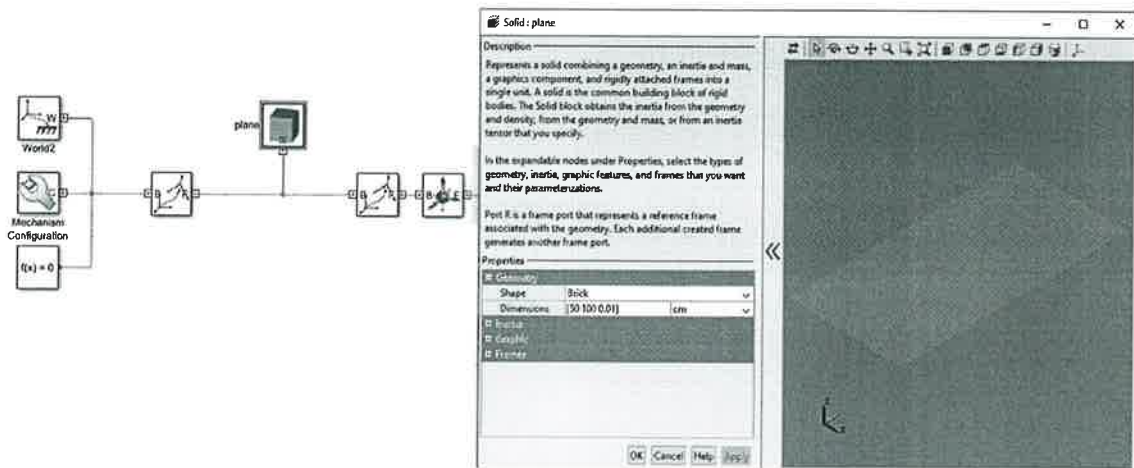 Solid : plane
Description
Represents a solid combining a geometry, an inertia and mass,
a graphics component, and rigidly attached frames into a
single unit. A solid is the common building block of rigid
bodies. The Solid block obtains the inertia from the geometry
and density, from the geometry and mass, or from an inertia
tensor that you specify.
In the expandable nodes under Properties, select the types of
geometry, inertia, graphic features, and frames that you want
and their parameterizations.
Port R is a frame port that represents a reference frame
associated with the geometry. Each additional created frame
generates another frame port.
Properties
Geometry
Shape Brick
Dimensions [50 100 0.01] cm
Inertia
Graphic
Frames
OK Cancel Help Apply
W
World2
C
Mechanism
Configuration
f(x) = 0
B F
plane
R
B F
B F